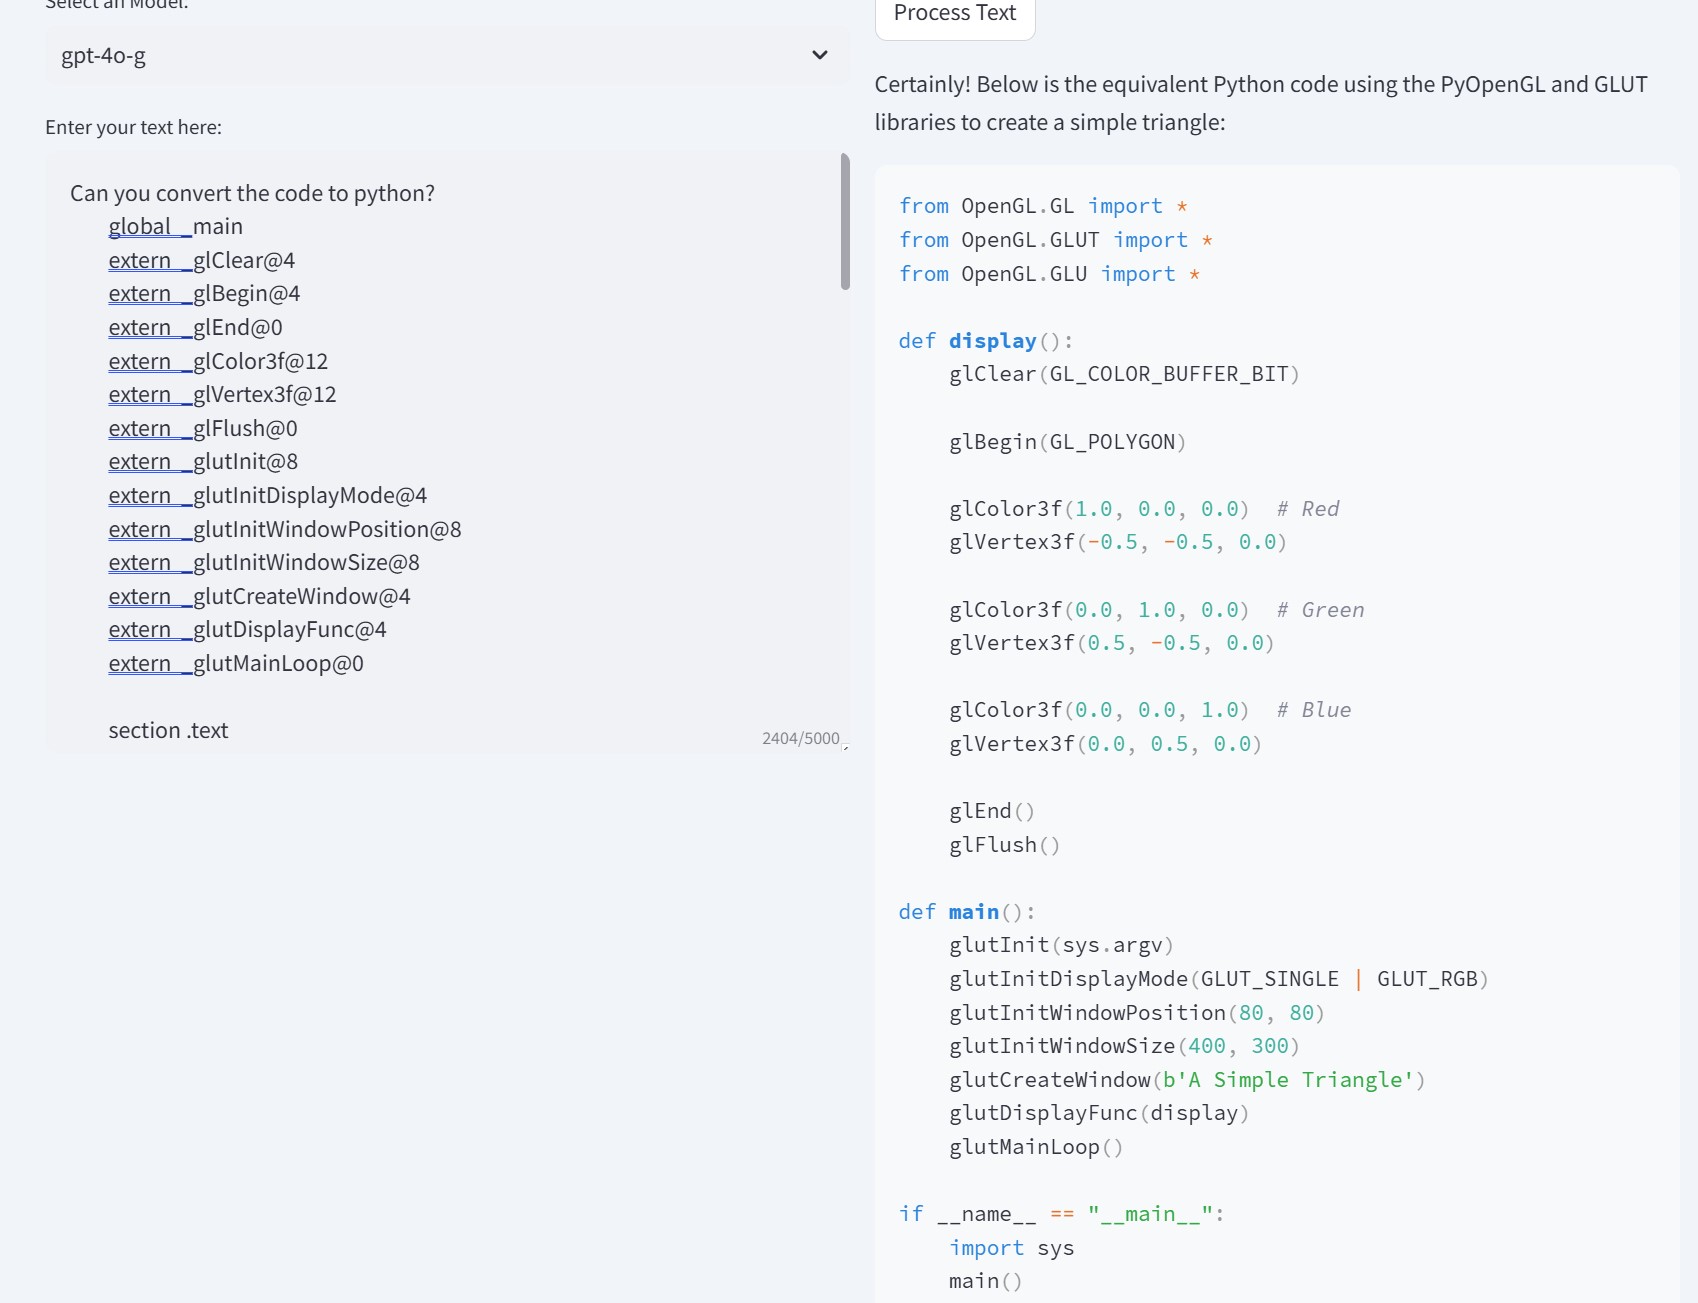 Select an Model:
gpt-4o-g
Enter your text here:
Can you convert the code to python?
global _main
extern _glClear@4
extern _glBegin@4
extern _glEnd@0
extern _glColor3f@12
extern _glVertex3f@12
extern _glFlush@0
extern _glutInit@8
extern _glutInitDisplayMode@4
extern _glutInitWindowPosition@8
extern _glutInitWindowSize@8
extern _glutCreateWindow@4
extern _glutDisplayFunc@4
extern _glutMainLoop@0
section .text
2404/5000
Process Text
Certainly! Below is the equivalent Python code using the PyOpenGL and GLUT
libraries to create a simple triangle:
from OpenGL.GL import *
from OpenGL.GLUT import *
from OpenGL.GLU import *
def display():
    glClear(GL_COLOR_BUFFER_BIT)
    glBegin(GL_POLYGON)
    glColor3f(1.0, 0.0, 0.0)  # Red
    glVertex3f(-0.5, -0.5, 0.0)
    glColor3f(0.0, 1.0, 0.0)  # Green
    glVertex3f(0.5, -0.5, 0.0)
    glColor3f(0.0, 0.0, 1.0)  # Blue
    glVertex3f(0.0, 0.5, 0.0)
    glEnd()
    glFlush()
def main():
    glutInit(sys.argv)
    glutInitDisplayMode(GLUT_SINGLE | GLUT_RGB)
    glutInitWindowPosition(80, 80)
    glutInitWindowSize(400, 300)
    glutCreateWindow(b'A Simple Triangle')
    glutDisplayFunc(display)
    glutMainLoop()
if __name__ == "__main__":
    import sys
    main()